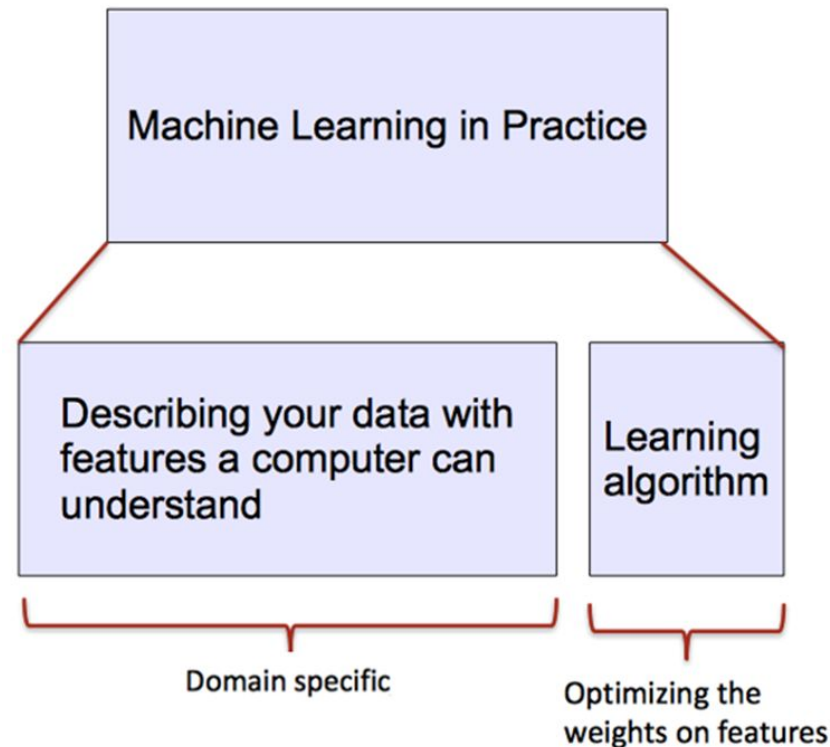 Machine Learning in Practice
Describing your data with
features a computer can
understand
Learning
algorithm
Domain specific
Optimizing the
weights on features